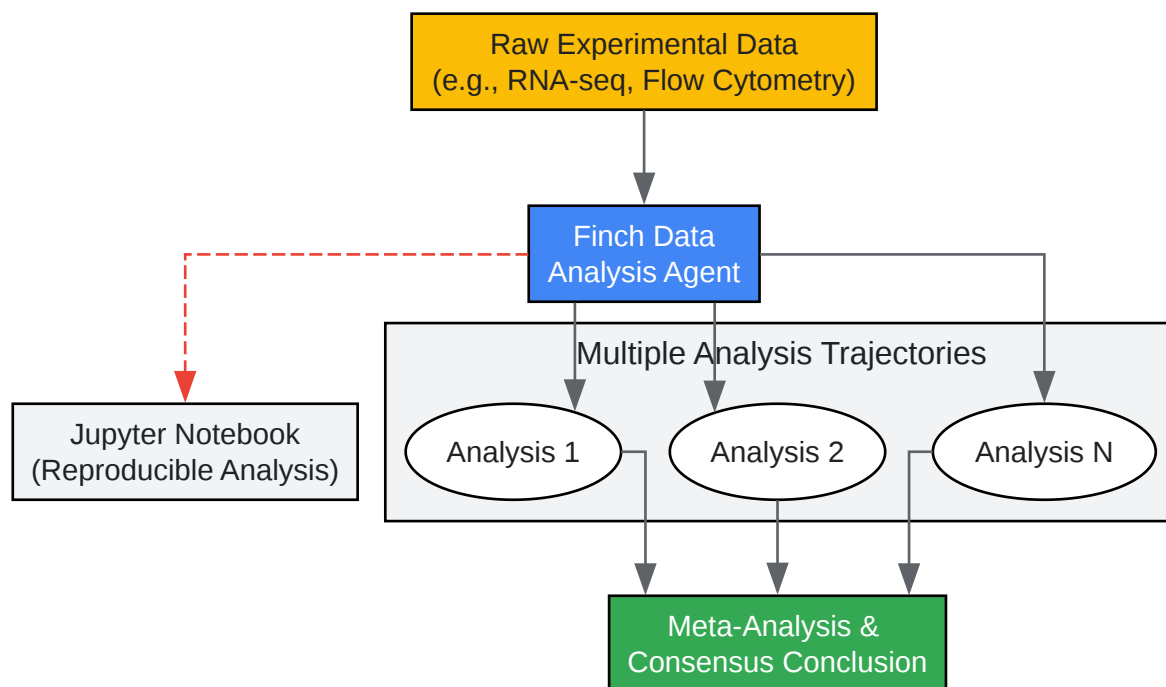 Raw Experimental Data
(e.g., RNA-seq, Flow Cytometry)
Finch Data
Analysis Agent
Multiple Analysis Trajectories
Jupyter Notebook
(Reproducible Analysis)
Analysis 1
Analysis 2
Analysis N
Meta-Analysis &
Consensus Conclusion